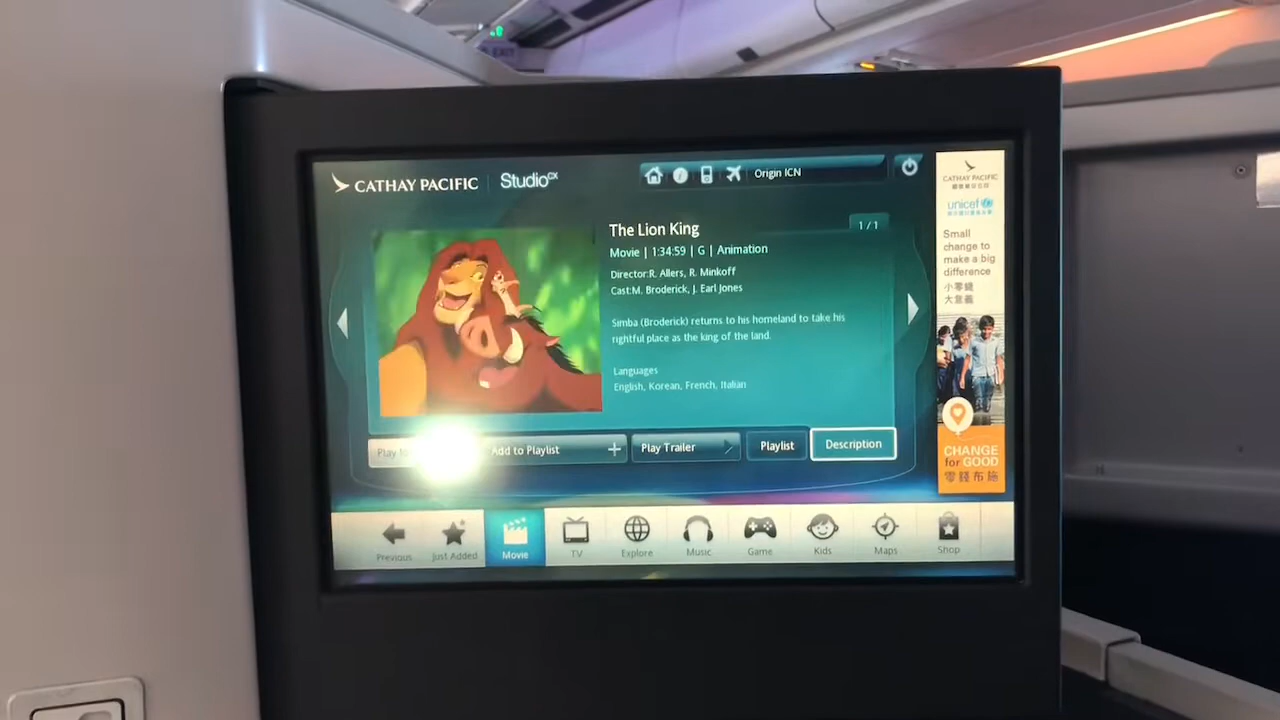 EXIT
CATHAY PACIFIC
StudioCX
Origin ICN
The Lion King
1/1
Movie | 1:34:59 | G | Animation
Director:R. Allers, R. Minkoff
Cast:M. Broderick, J. Earl Jones
Simba (Broderick) returns to his homeland to take his
rightful place as the king of the land.
Languages
English, Korean, French, Italian
Play
Add to Playlist
Play Trailer
Playlist
Description
Previous
Just Added
Movie
TV
Explore
Music
Game
Kids
Maps
Shop
CATHAY PACIFIC
unicef
Small
change to
make a big
difference
小零錢
大意義
CHANGE
for GOOD
零錢布施